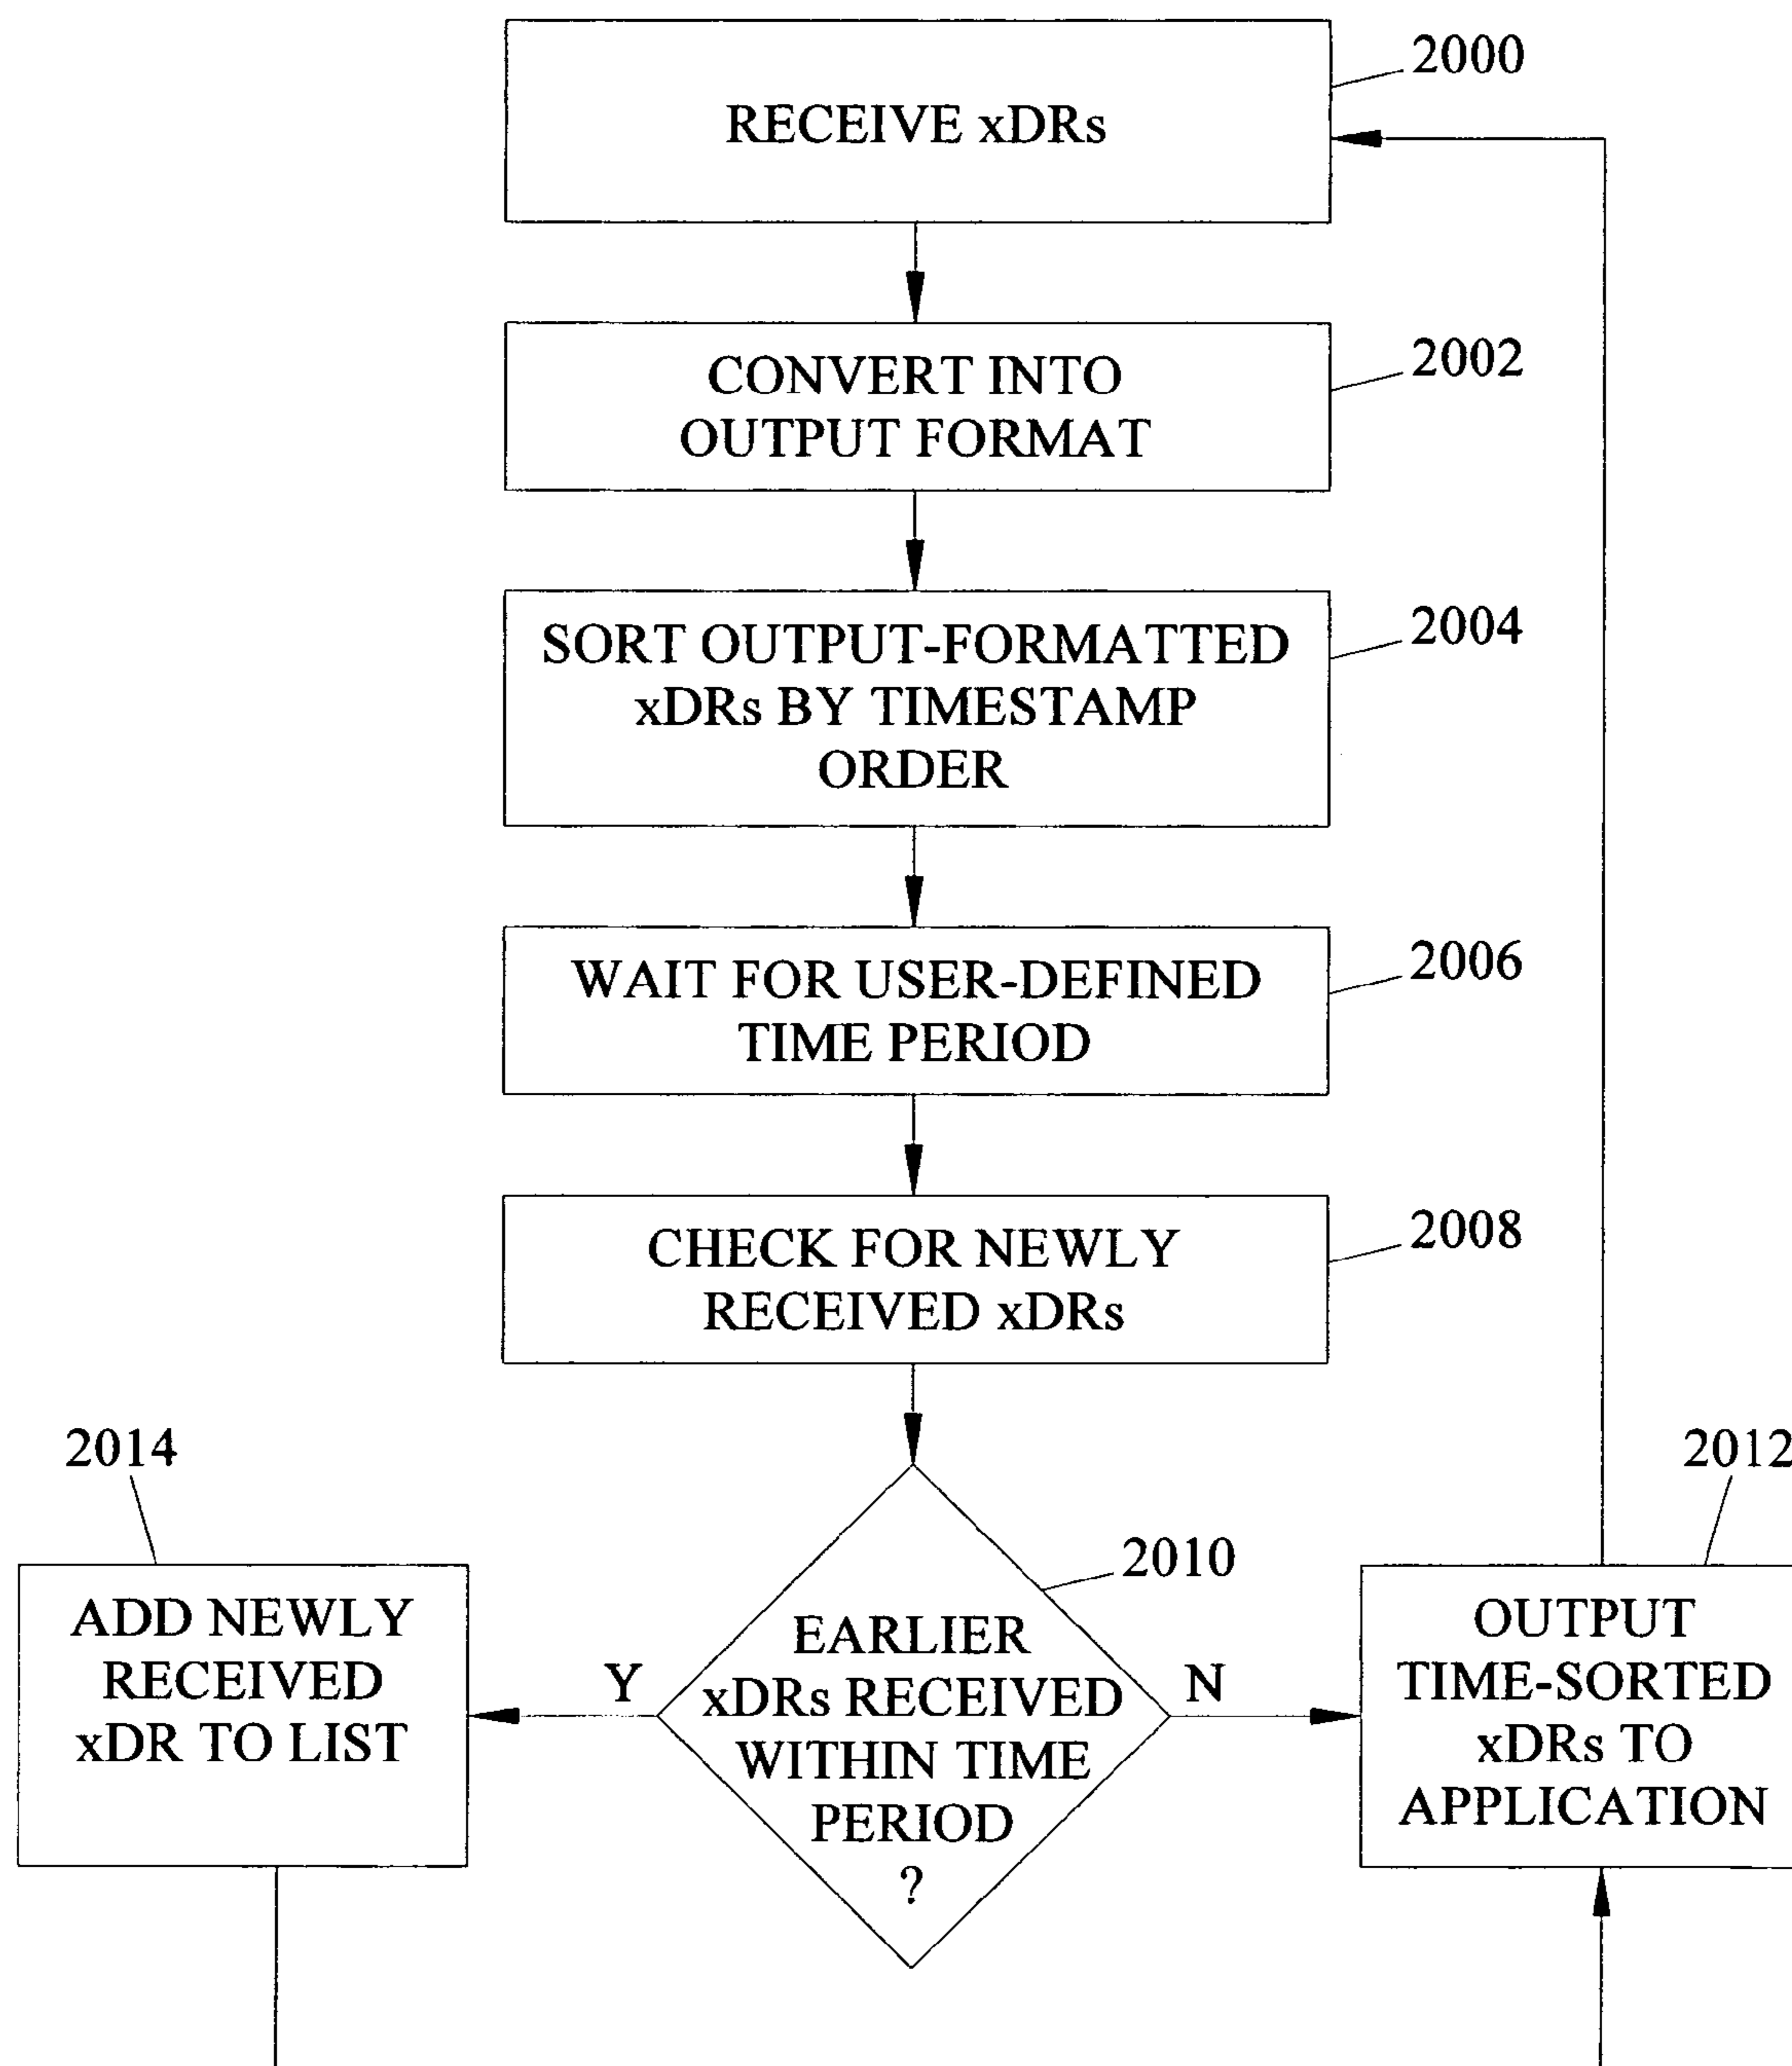 2000
RECEIVE xDRs
2002
CONVERT INTO
OUTPUT FORMAT
2004
SORT OUTPUT-FORMATTED
xDRs BY TIMESTAMP
ORDER
2006
WAIT FOR USER-DEFINED
TIME PERIOD
2008
CHECK FOR NEWLY
RECEIVED xDRs
2014
ADD NEWLY
RECEIVED
xDR TO LIST
Y
2010
EARLIER
xDRs RECEIVED
WITHIN TIME
PERIOD
?
N
2012
OUTPUT
TIME-SORTED
xDRs TO
APPLICATION